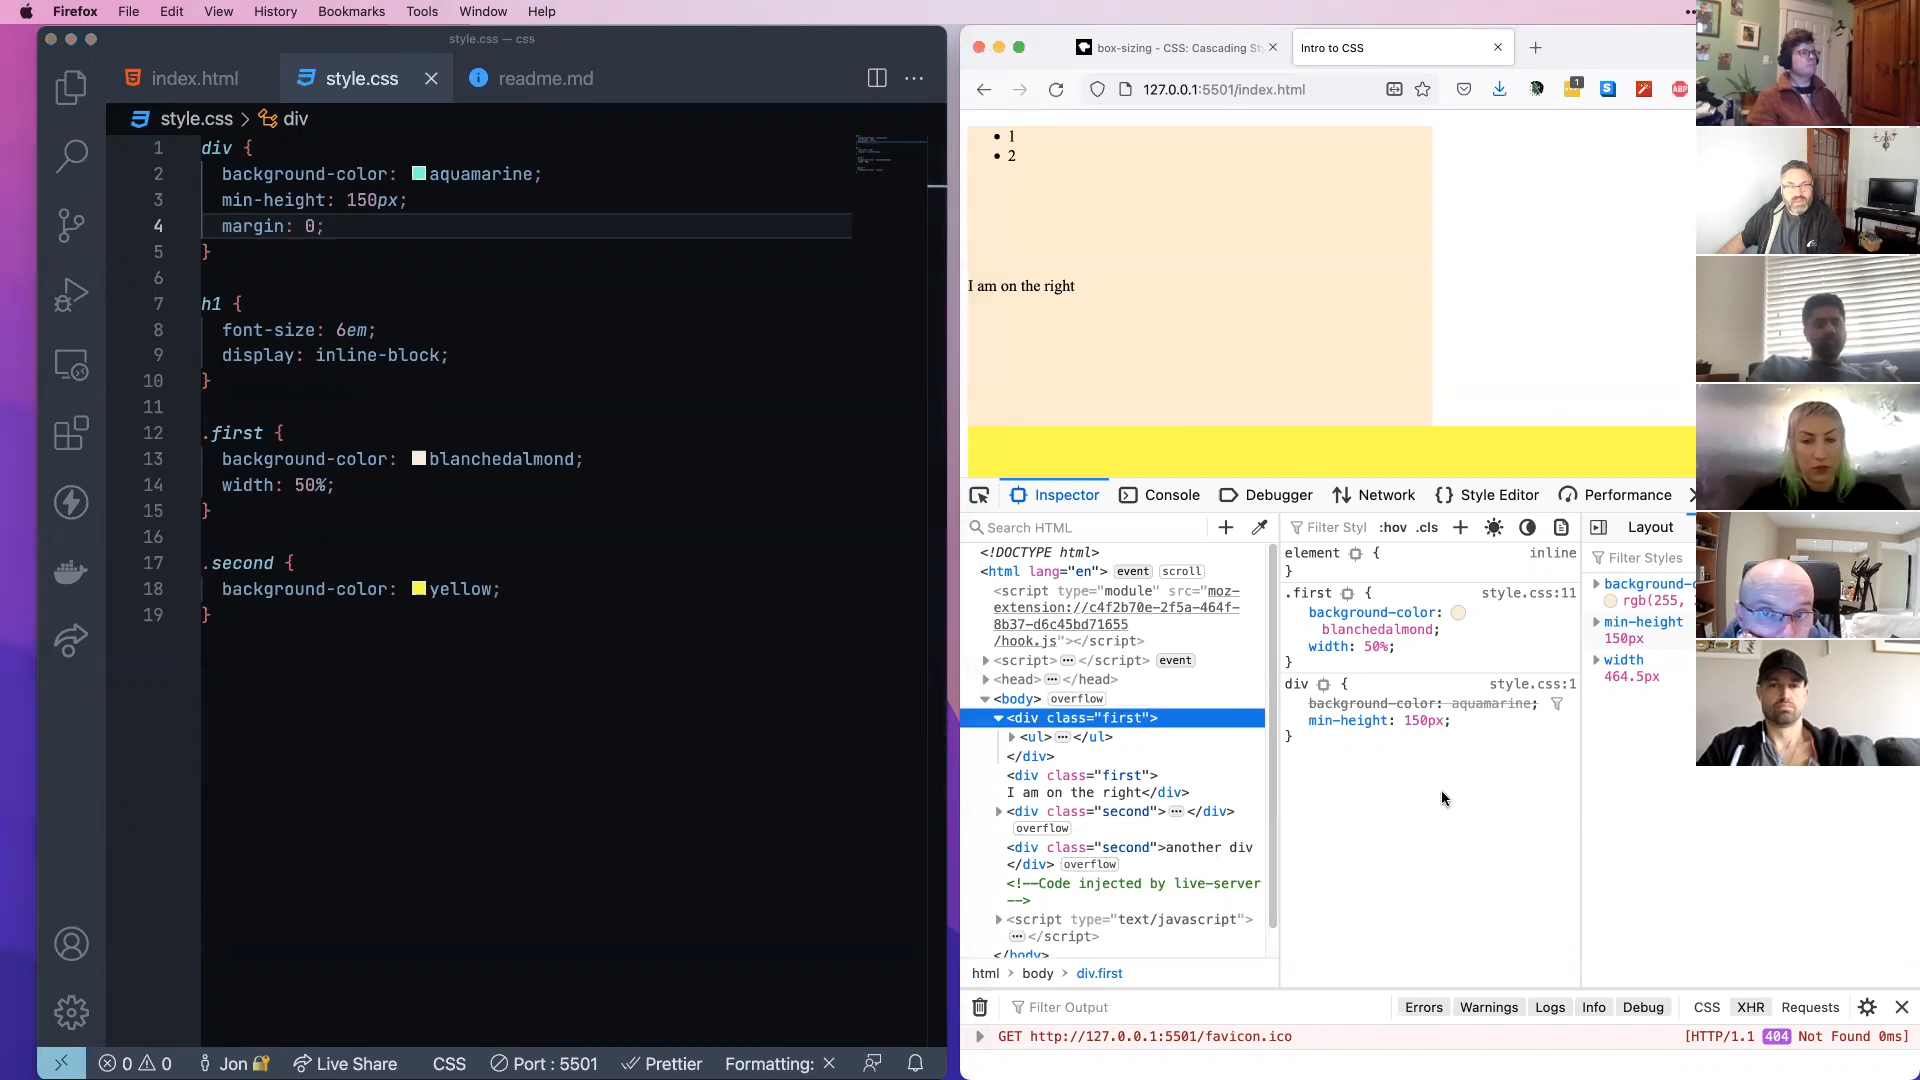 Firefox File Edit View History Bookmarks Tools Window Help
style.css — css
index.html
style.css
readme.md
style.css > div
1 div {
2 background-color: aquamarine;
3 min-height: 150px;
4 margin: 0;
5 }
6
7 h1 {
8 font-size: 6em;
9 display: inline-block;
10 }
11
12 .first {
13 background-color: blanchedalmond;
14 width: 50%;
15 }
16
17 .second {
18 background-color: yellow;
19 }
0 0 Jon Live Share CSS Port : 5501 Prettier Formatting:
box-sizing - CSS: Cascading St
Intro to CSS
127.0.0.1:5501/index.html
1
ABP
• 1
• 2
I am on the right
Inspector Console Debugger Network Style Editor Performance
Search HTML
<!DOCTYPE html>
<html lang="en"> event scroll
<script type="module" src="moz-
extension://c4f2b70e-2f5a-464f-
8b37-d6c45bd71655
/hook.js"></script>
<script></script> event
<head></head>
<body> overflow
<div class="first">
<ul></ul>
</div>
<div class="first">
I am on the right</div>
<div class="second"></div>
overflow
<div class="second">another div
</div> overflow
<!--Code injected by live-server
-->
<script type="text/javascript">
</script>
</body>
html > body > div.first
Filter Styl :hov .cls
element { inline
}
.first { style.css:11
background-color:
blanchedalmond;
width: 50%;
}
div { style.css:1
background-color: aquamarine;
min-height: 150px;
}
Layout
Filter Styles
background-c
rgb(255,
min-height
150px
width
464.5px
Filter Output
Errors Warnings Logs Info Debug CSS XHR Requests
GET http://127.0.0.1:5501/favicon.ico
[HTTP/1.1 404 Not Found 0ms]